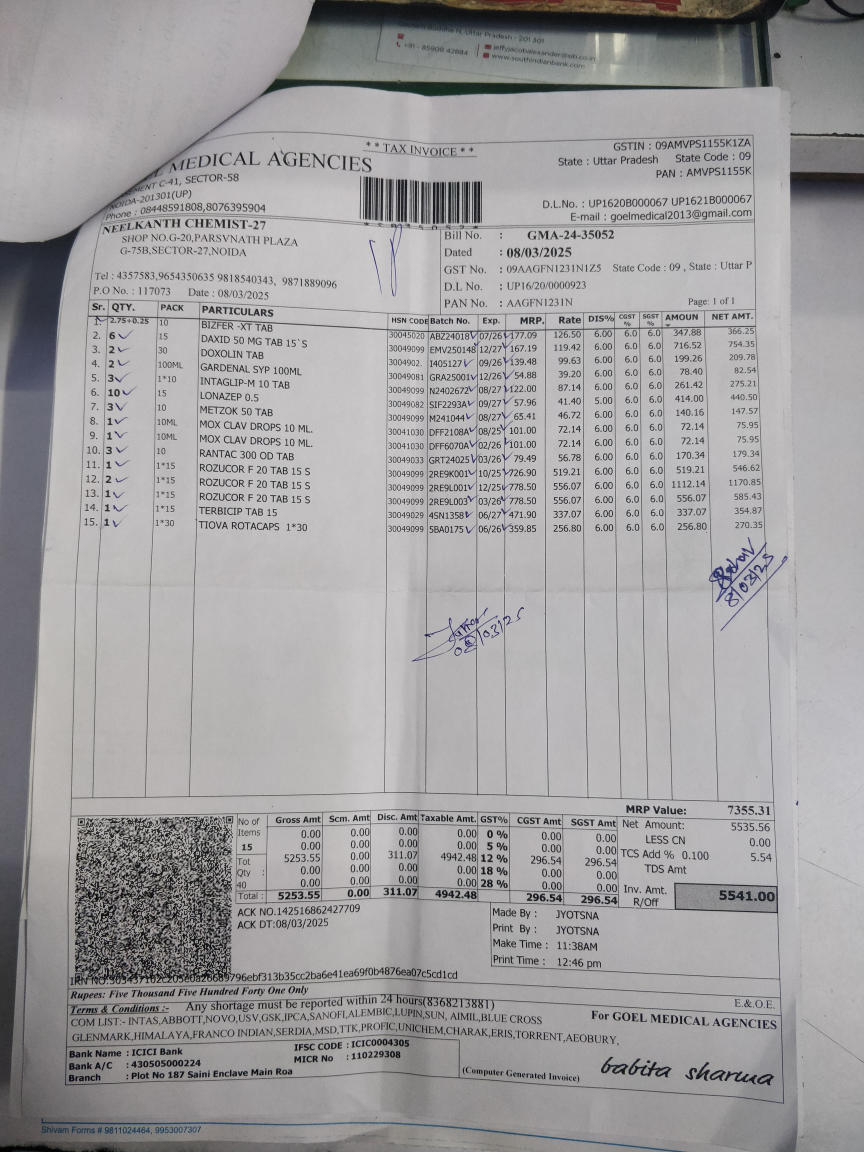 Uttar Pradesh - 201 301
+91 - 85908 42884
jeffyjacobalexander@sib.co.in
www.southindianbank.com
**TAX INVOICE**
MEDICAL AGENCIES
C-41, SECTOR-58
NOIDA-201301(UP)
Phone : 08448591808,8076395904
GSTIN : 09AMVPS1155K1ZA
State : Uttar Pradesh State Code : 09
PAN : AMVPS1155K
D.L.No. : UP1620B000067 UP1621B000067
E-mail : goelmedical2013@gmail.com
NEELKANTH CHEMIST-27
SHOP NO.G-20,PARSVNATH PLAZA
G-75B,SECTOR-27,NOIDA
Tel : 4357583,9654350635 9818540343, 9871889096
P.O No. : 117073 Date : 08/03/2025
Bill No. : GMA-24-35052
Dated : 08/03/2025
GST No. : 09AAGFN1231N1Z5 State Code : 09 , State : Uttar P
D.L No. : UP16/20/0000923
PAN No. : AAGFN1231N Page: 1 of 1
Sr. QTY. PACK PARTICULARS HSN CODE Batch No. Exp. MRP. Rate DIS% CGST % SGST % AMOUN NET AMT.
1. 2.75+0.25 10 BIZFER -XT TAB 30045020 ABZ24018 07/26 177.09 126.50 6.00 6.0 6.0 347.88 366.25
2. 6 15 DAXID 50 MG TAB 15`S 30049099 EMV250148 12/27 167.19 119.42 6.00 6.0 6.0 716.52 754.35
3. 2 30 DOXOLIN TAB 3004902. I405127 09/26 139.48 99.63 6.00 6.0 6.0 199.26 209.78
4. 2 100ML GARDENAL SYP 100ML 30049081 GRA25001 12/26 54.88 39.20 6.00 6.0 6.0 78.40 82.54
5. 3 1*10 INTAGLIP-M 10 TAB 30049099 N2402672 08/27 122.00 87.14 6.00 6.0 6.0 261.42 275.21
6. 10 15 LONAZEP 0.5 30049082 SIF2293A 09/27 57.96 41.40 5.00 6.0 6.0 414.00 440.50
7. 3 10 METZOK 50 TAB 30049099 M241044 08/27 65.41 46.72 6.00 6.0 6.0 140.16 147.57
8. 1 10ML MOX CLAV DROPS 10 ML. 30041030 DFF2108A 08/25 101.00 72.14 6.00 6.0 6.0 72.14 75.95
9. 1 10ML MOX CLAV DROPS 10 ML. 30041030 DFF6070A 02/26 101.00 72.14 6.00 6.0 6.0 72.14 75.95
10. 3 10 RANTAC 300 OD TAB 30049033 GRT24025 03/26 79.49 56.78 6.00 6.0 6.0 170.34 179.34
11. 1 1*15 ROZUCOR F 20 TAB 15 S 30049099 2RE9K001 10/25 726.90 519.21 6.00 6.0 6.0 519.21 546.62
12. 2 1*15 ROZUCOR F 20 TAB 15 S 30049099 2RE9L001 12/25 778.50 556.07 6.00 6.0 6.0 1112.14 1170.85
13. 1 1*15 ROZUCOR F 20 TAB 15 S 30049099 2RE9L003 03/26 778.50 556.07 6.00 6.0 6.0 556.07 585.43
14. 1 1*15 TERBICIP TAB 15 30049029 45N1358 06/27 471.90 337.07 6.00 6.0 6.0 337.07 354.87
15. 1 1*30 TIOVA ROTACAPS 1*30 30049099 5BA0175 06/26 359.85 256.80 6.00 6.0 6.0 256.80 270.35
8/03/25
08/03/25
MRP Value: 7355.31
No of Items 15 Tot Qty : 40
Gross Amt Scm. Amt Disc. Amt Taxable Amt. GST% CGST Amt SGST Amt
0.00 0.00 0.00 0.00 0 % 0.00 0.00
0.00 0.00 0.00 0.00 5 % 0.00 0.00
5253.55 0.00 311.07 4942.48 12 % 296.54 296.54
0.00 0.00 0.00 0.00 18 % 0.00 0.00
0.00 0.00 0.00 0.00 28 % 0.00 0.00
Total : 5253.55 0.00 311.07 4942.48 296.54 296.54
Net Amount: 5535.56
LESS CN 0.00
TCS Add % 0.100 5.54
TDS Amt
Inv. Amt. R/Off 5541.00
ACK NO.142516862427709
ACK DT:08/03/2025
Made By : JYOTSNA
Print By : JYOTSNA
Make Time : 11:38AM
Print Time : 12:46 pm
Rupees: Five Thousand Five Hundred Forty One Only
Terms & Conditions :- Any shortage must be reported within 24 hours(8368213881) E.&.O.E.
COM LIST:- INTAS,ABBOTT,NOVO,USV,GSK,IPCA,SANOFI,ALEMBIC,LUPIN,SUN, AIMIL,BLUE CROSS
GLENMARK,HIMALAYA,FRANCO INDIAN,SERDIA,MSD,TTK,PROFIC,UNICHEM,CHARAK,ERIS,TORRENT,AEOBURY,
For GOEL MEDICAL AGENCIES
Bank Name : ICICI Bank IFSC CODE : ICIC0004305
Bank A/C : 430505000224 MICR No : 110229308
Branch : Plot No 187 Saini Enclave Main Roa
(Computer Generated Invoice)
babita sharma
Shivam Forms # 9811024464, 9953007307